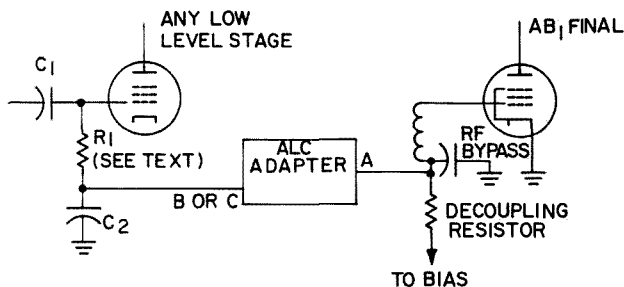 ANY LOW
LEVEL STAGE
AB₁ FINAL
C₁
R₁
(SEE TEXT)
ALC
ADAPTER
A
RF
BYPASS
B OR C
C₂
DECOUPLING
RESISTOR
TO BIAS